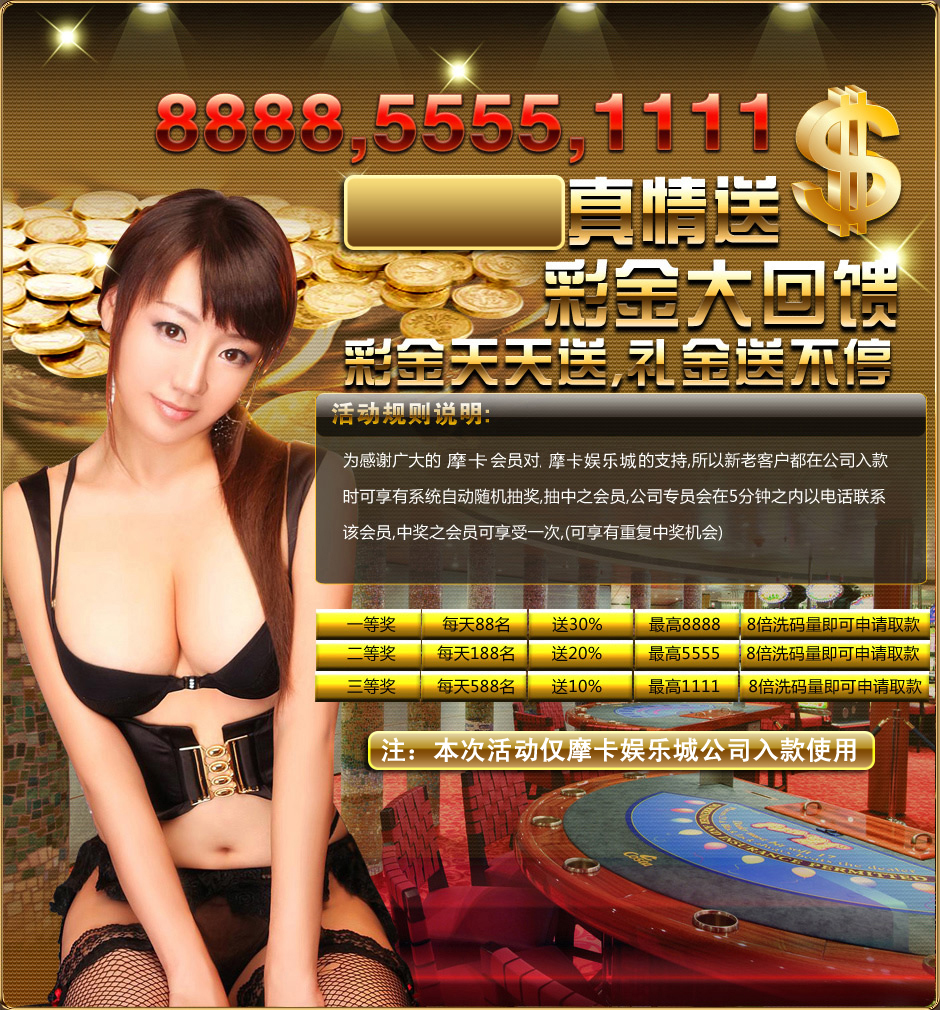 8888,5555,1111
真情送
彩金大回馈
彩金天天送,礼金送不停
活动规则说明:
为感谢广大的 摩卡 会员对. 摩卡娱乐城的支持,所以新老客户都在公司入款
时可享有系统自动随机抽奖,抽中之会员,公司专员会在5分钟之内以电话联系
该会员,中奖之会员可享受一次,(可享有重复中奖机会)
一等奖 每天88名 送30% 最高8888 8倍洗码量即可申请取款
二等奖 每天188名 送20% 最高5555 8倍洗码量即可申请取款
三等奖 每天588名 送10% 最高1111 8倍洗码量即可申请取款
注：本次活动仅摩卡娱乐城公司入款使用